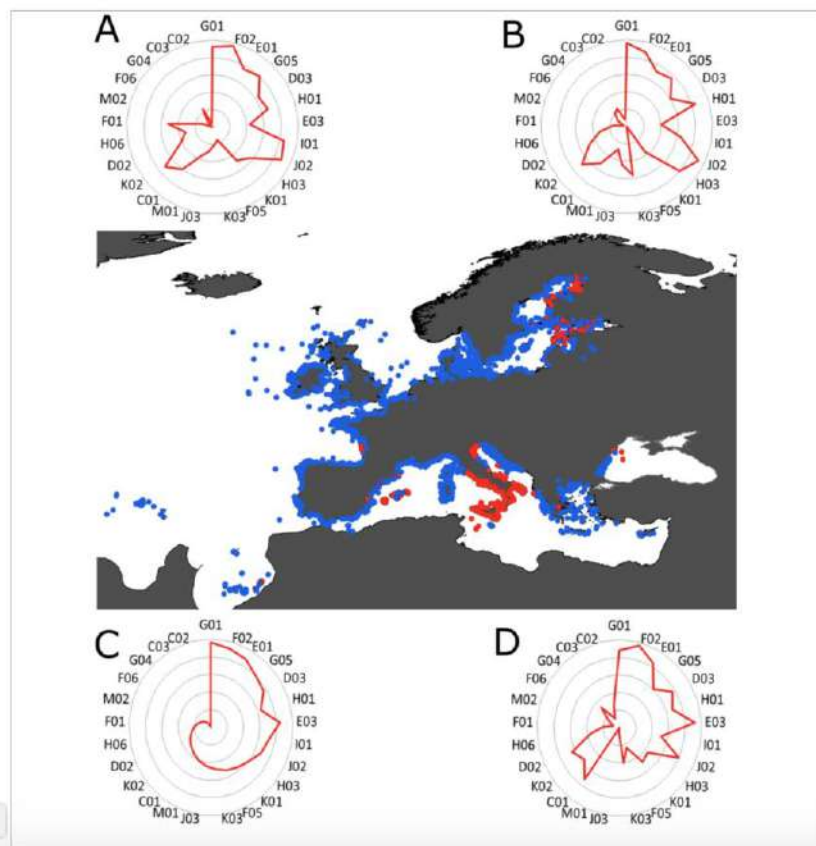 A
G01
F02
E01
G05
D03
H01
E03
I01
J02
H03
K01
F05
K03
J03
M01
C01
K02
D02
H06
F01
M02
F06
G04
C03
C02
B
G01
F02
E01
G05
D03
H01
E03
I01
J02
H03
K01
F05
K03
J03
M01
C01
K02
D02
H06
F01
M02
F06
G04
C03
C02
C
G01
F02
E01
G05
D03
H01
E03
I01
J02
H03
K01
F05
K03
J03
M01
C01
K02
D02
H06
F01
M02
F06
G04
C03
C02
D
G01
F02
E01
G05
D03
H01
E03
I01
J02
H03
K01
F05
K03
J03
M01
C01
K02
D02
H06
F01
M02
F06
G04
C03
C02